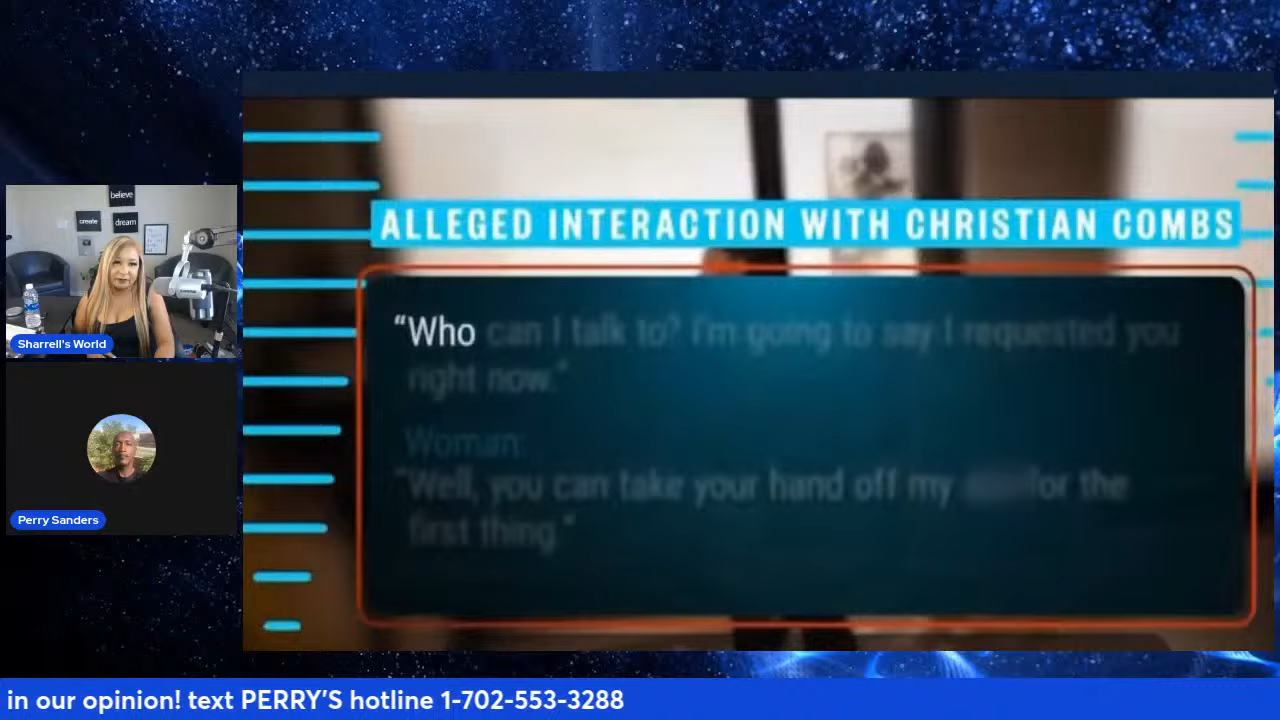 believe
create
dream
Sharrell's World
Perry Sanders
ALLEGED INTERACTION WITH CHRISTIAN COMBS
“Who can I talk to? I'm going to say I requested you
right now.”
Woman:
“Well, you can take your hand off my for the
first thing.”
in our opinion! text PERRY'S hotline 1-702-553-3288